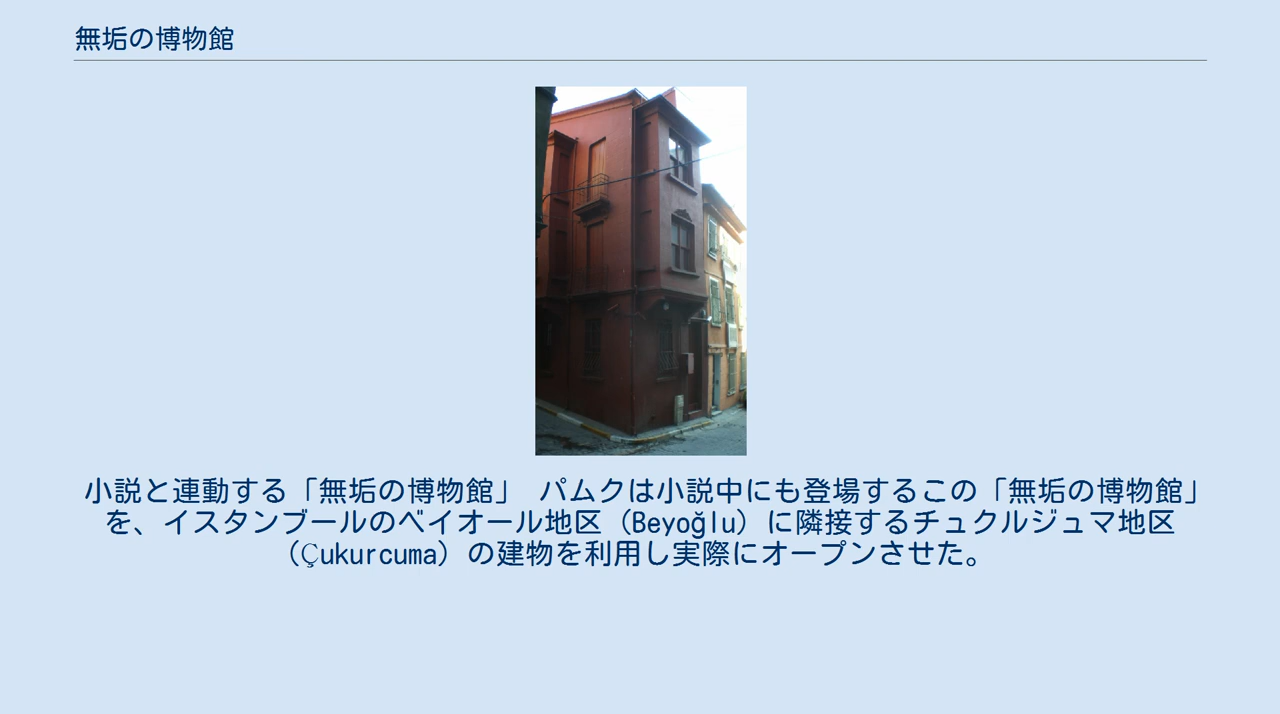 無垢の博物館
小説と連動する「無垢の博物館」　パムクは小説中にも登場するこの「無垢の博物館」
を、イスタンブールのベイオール地区（Beyoğlu）に隣接するチュクルジュマ地区
（Çukurcuma）の建物を利用し実際にオープンさせた。